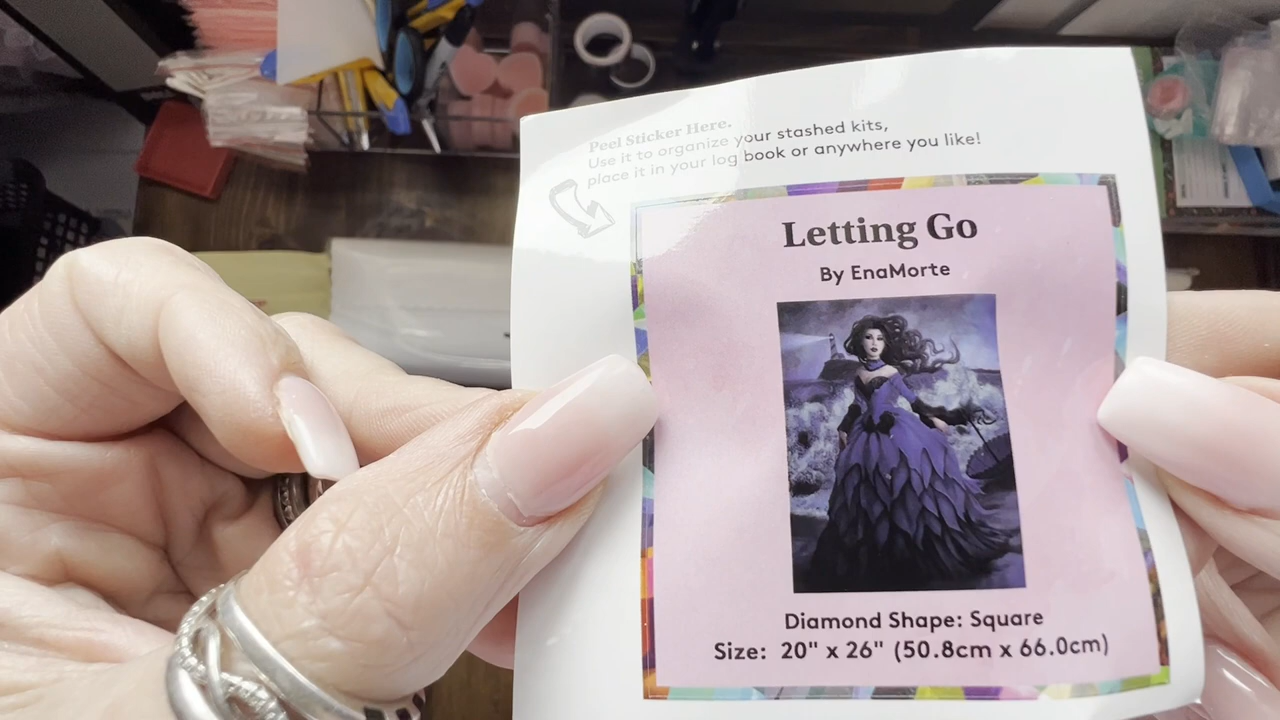 Peel Sticker Here.
Use it to organize your stashed kits,
place it in your log book or anywhere you like!
Letting Go
By EnaMorte
Diamond Shape: Square
Size: 20" x 26" (50.8cm x 66.0cm)